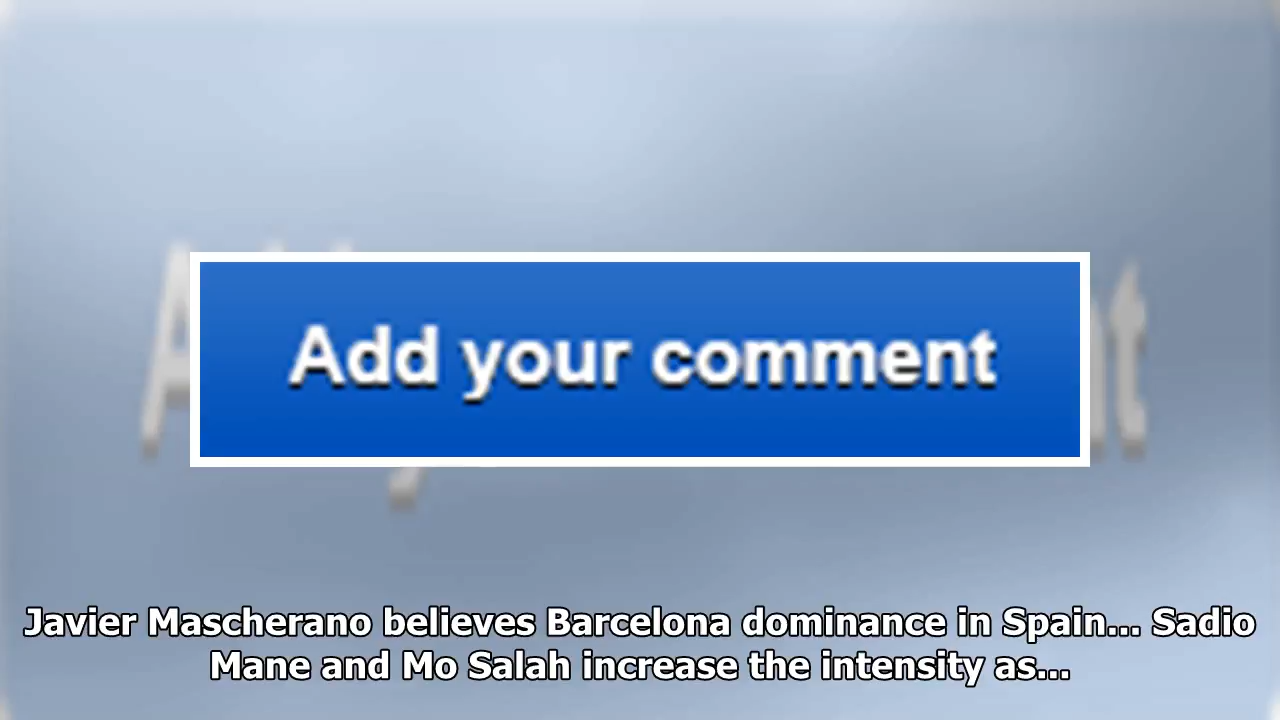 Add your comment
Javier Mascherano believes Barcelona dominance in Spain... Sadio
Mane and Mo Salah increase the intensity as...